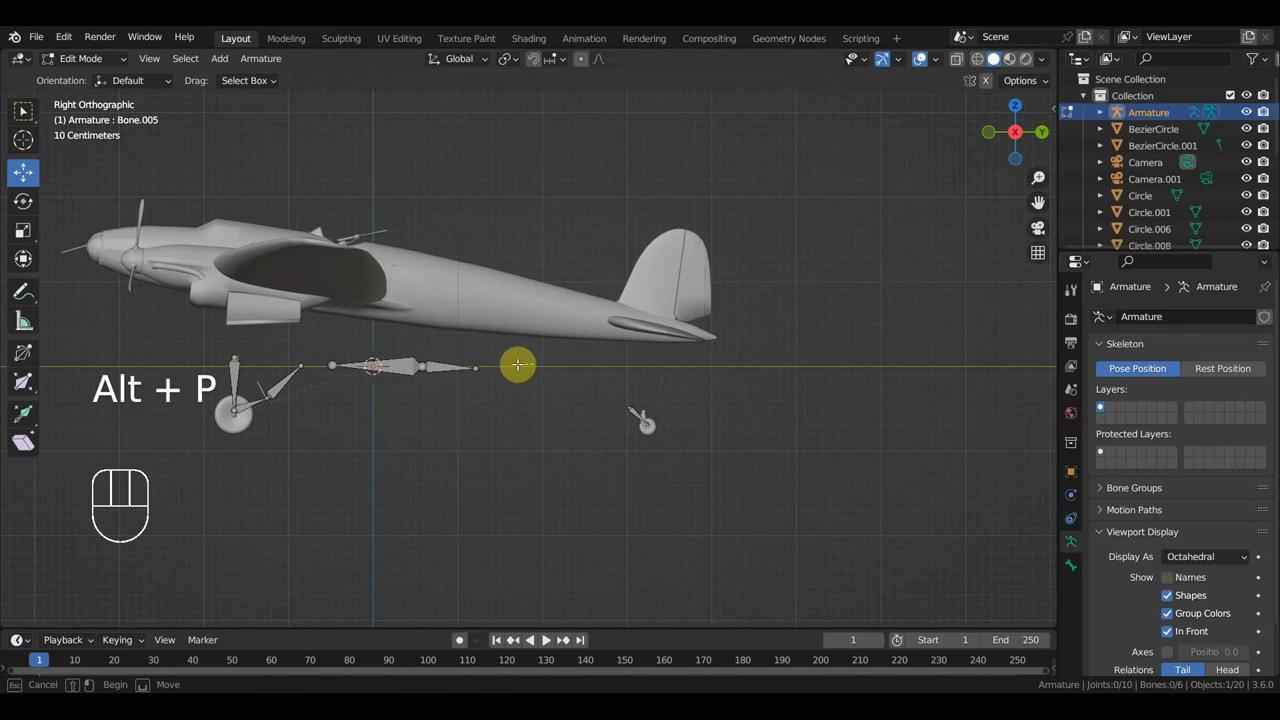 File Edit Render Window Help Layout Modeling Sculpting UV Editing Texture Paint Shading Animation Rendering Compositing Geometry Nodes Scripting + Scene ViewLayer
Edit Mode View Select Add Armature Global Options
Orientation: Default Drag: Select Box X
Right Orthographic
(1) Armature : Bone.005
10 Centimeters
Z
Y
X
Alt + P
Scene Collection
Collection
Armature
BezierCircle
BezierCircle.001
Camera
Camera.001
Circle
Circle.001
Circle.006
Circle.008
Armature > Armature
Armature
Skeleton
Pose Position Rest Position
Layers:
Protected Layers:
Bone Groups
Motion Paths
Viewport Display
Display As Octahedral
Show Names
Shapes
Group Colors
In Front
Axes Positio 0.0
Relations Tail Head
Playback Keying View Marker 1 Start 1 End 250
1 10 20 30 40 50 60 70 80 90 100 110 120 130 140 150 160 170 180 190 200 210 220 230 240 250
Esc Cancel Begin Move Armature | Joints:0/10 | Bones:0/6 | Objects:1/20 | 3.6.0